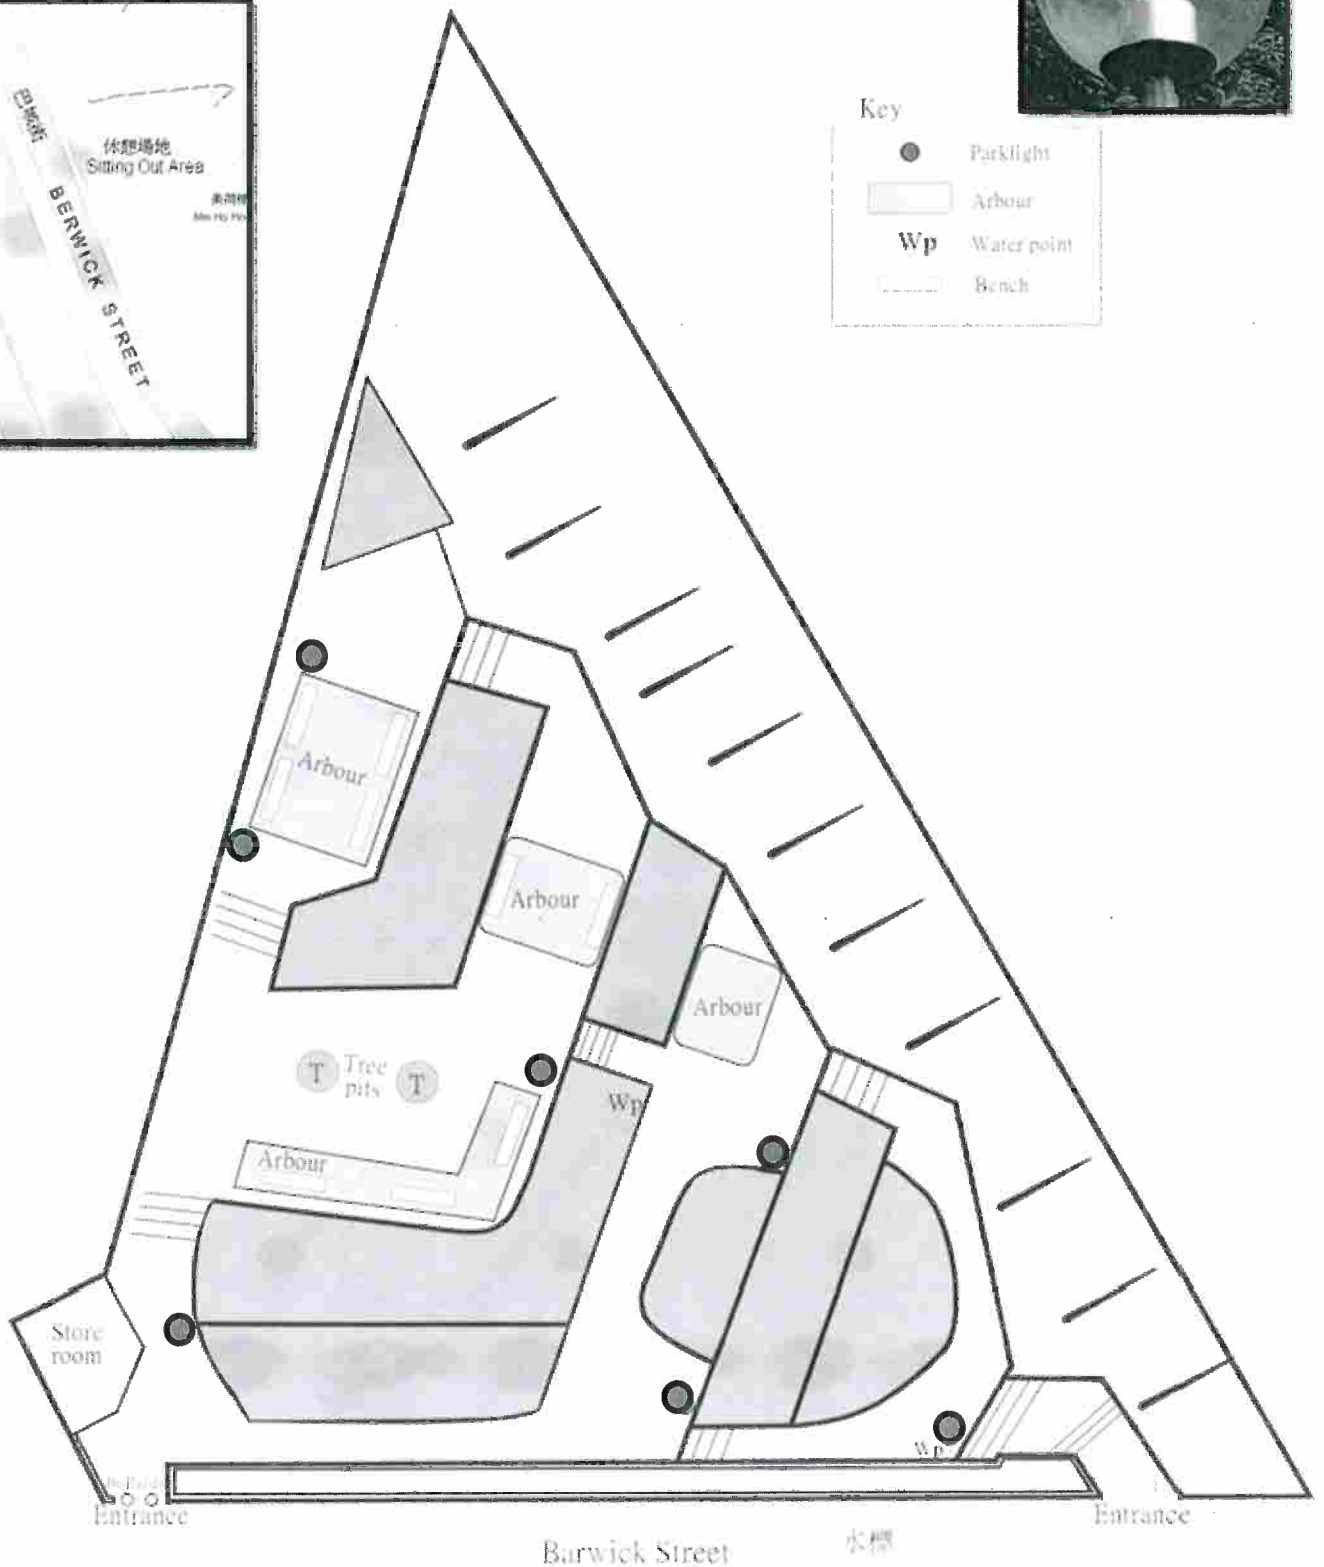 巴域街
休憩場地
Sitting Out Area
BERWICK STREET
Key
Parklight
Arbour
Wp Water point
Bench
Arbour
Arbour
Arbour
T Tree pits T
Wp
Arbour
Store
room
Wp
Entrance
Entrance
Barwick Street